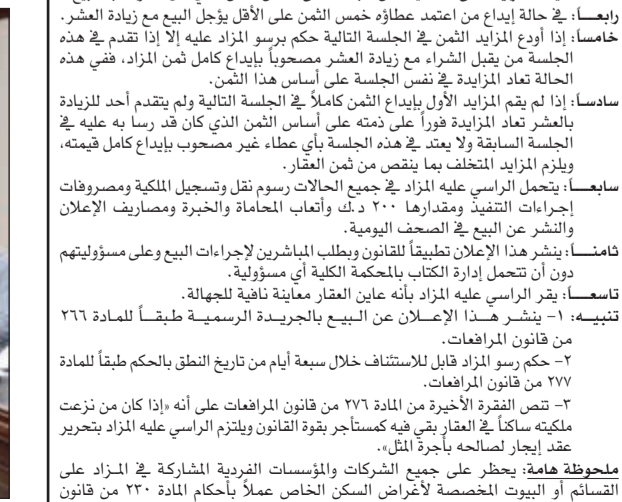 رابعـــاً: في حالة إيداع من اعتمد عطاؤه خمس الثمن على الأقل يؤجل البيع مع زيادة العشر.
خامساً: إذا أودع المزايد الثمن في الجلسة التالية حكم برسو المزاد عليه إلا إذا تقدم في هذه
الجلسة من يقبل الشراء مع زيادة العشر مصحوباً بإيداع كامل ثمن المزاد، ففي هذه
الحالة تعاد المزايدة في نفس الجلسة على أساس هذا الثمن.
سادساً: إذا لم يقم المزايد الأول بإيداع الثمن كاملاً في الجلسة التالية ولم يتقدم أحد للزيادة
بالعشر تعاد المزايدة فوراً على ذمته على أساس الثمن الذي كان قد رسا به عليه في
الجلسة السابقة ولا يعتد في هذه الجلسة بأي عطاء غير مصحوب بإيداع كامل قيمته،
ويلزم المزايد المتخلف بما ينقص من ثمن العقار.
سابعـــاً: يتحمل الراسي عليه المزاد في جميع الحالات رسوم نقل وتسجيل الملكية ومصروفات
إجراءات التنفيذ ومقدارها ٢٠٠ د.ك وأتعاب المحاماة والخبرة ومصاريف الإعلان
والنشر عن البيع في الصحف اليومية.
ثامنـــاً: ينشر هذا الإعلان تطبيقاً للقانون وبطلب المباشرين لإجراءات البيع وعلى مسؤوليتهم
دون أن تتحمل إدارة الكتاب بالمحكمة الكلية أي مسؤولية.
تاسعـــاً: يقر الراسي عليه المزاد بأنه عاين العقار معاينة نافية للجهالة.
تنبيــه: ١- ينشر هــذا الإعــلان عن البيع بالجريدة الرسمية طبقــاً للمادة ٢٦٦
من قانون المرافعات.
٢- حكم رسو المزاد قابل للاستئناف خلال سبعة أيام من تاريخ النطق بالحكم طبقاً للمادة
٢٧٧ من قانون المرافعات.
٣- تنص الفقرة الأخيرة من المادة ٢٧٦ من قانون المرافعات على أنه «إذا كان من نزعت
ملكيته ساكناً في العقار بقي فيه كمستأجر بقوة القانون ويلتزم الراسي عليه المزاد بتحرير
عقد إيجار لصالحه بأجرة المثل».
ملحوظة هامة: يحظر على جميع الشركات والمؤسسات الفردية المشاركة في المـزاد على
القسائم أو البيوت المخصصة لأغراض السكن الخاص عملاً بأحكام المادة ٢٣٠ من قانون